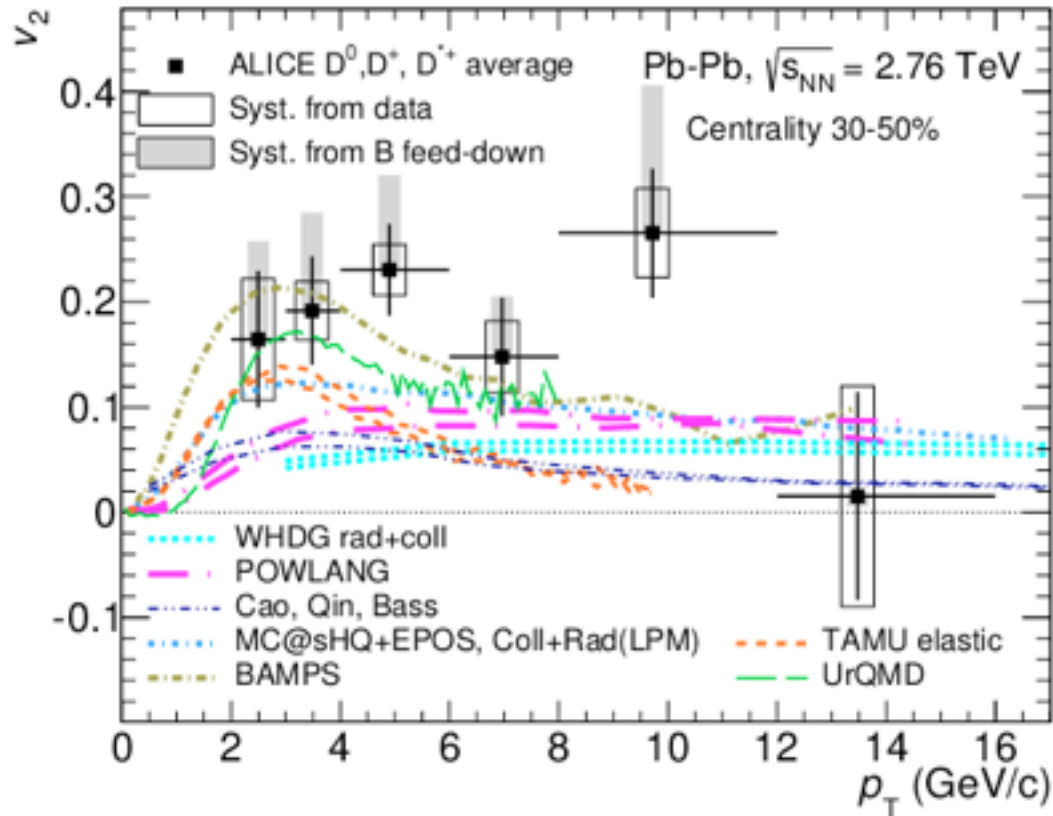 v₂
ALICE D⁰,D⁺, D*⁺ average
Syst. from data
Syst. from B feed-down
Pb-Pb, √s_NN = 2.76 TeV
Centrality 30-50%
0.4
0.3
0.2
0.1
0
-0.1
WHDG rad+coll
POWLANG
Cao, Qin, Bass
MC@sHQ+EPOS, Coll+Rad(LPM)
BAMPS
TAMU elastic
UrQMD
0 2 4 6 8 10 12 14 16
p_T (GeV/c)